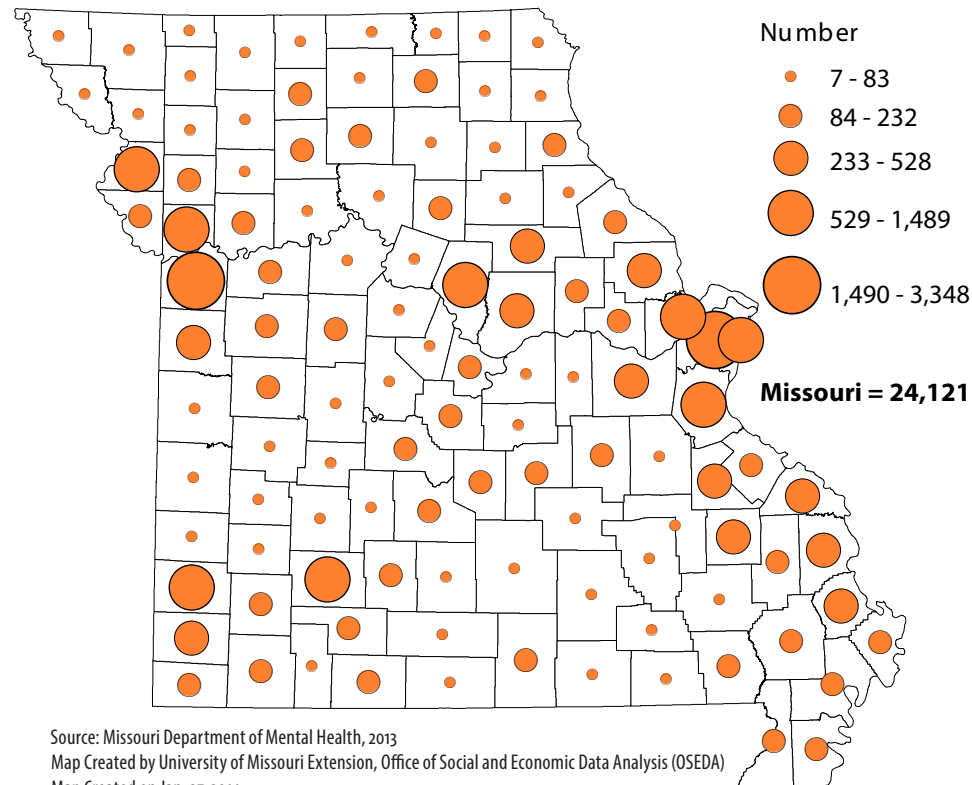 Number
7 - 83
84 - 232
233 - 528
529 - 1,489
1,490 - 3,348
Missouri = 24,121
Source: Missouri Department of Mental Health, 2013
Map Created by University of Missouri Extension, Office of Social and Economic Data Analysis (OSEDA)